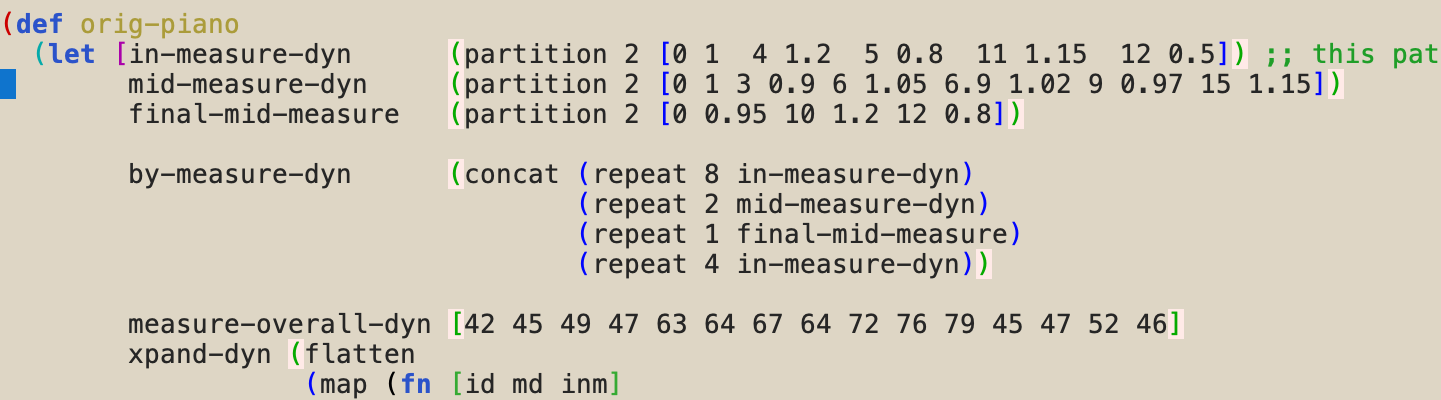 (def orig-piano
  (let [in-measure-dyn      (partition 2 [0 1  4 1.2  5 0.8  11 1.15  12 0.5]) ;; this pat
        mid-measure-dyn     (partition 2 [0 1 3 0.9 6 1.05 6.9 1.02 9 0.97 15 1.15])
        final-mid-measure   (partition 2 [0 0.95 10 1.2 12 0.8])
        by-measure-dyn      (concat (repeat 8 in-measure-dyn)
                                    (repeat 2 mid-measure-dyn)
                                    (repeat 1 final-mid-measure)
                                    (repeat 4 in-measure-dyn))
        measure-overall-dyn [42 45 49 47 63 64 67 64 72 76 79 45 47 52 46]
        xpand-dyn (flatten
                   (map (fn [id md inm]